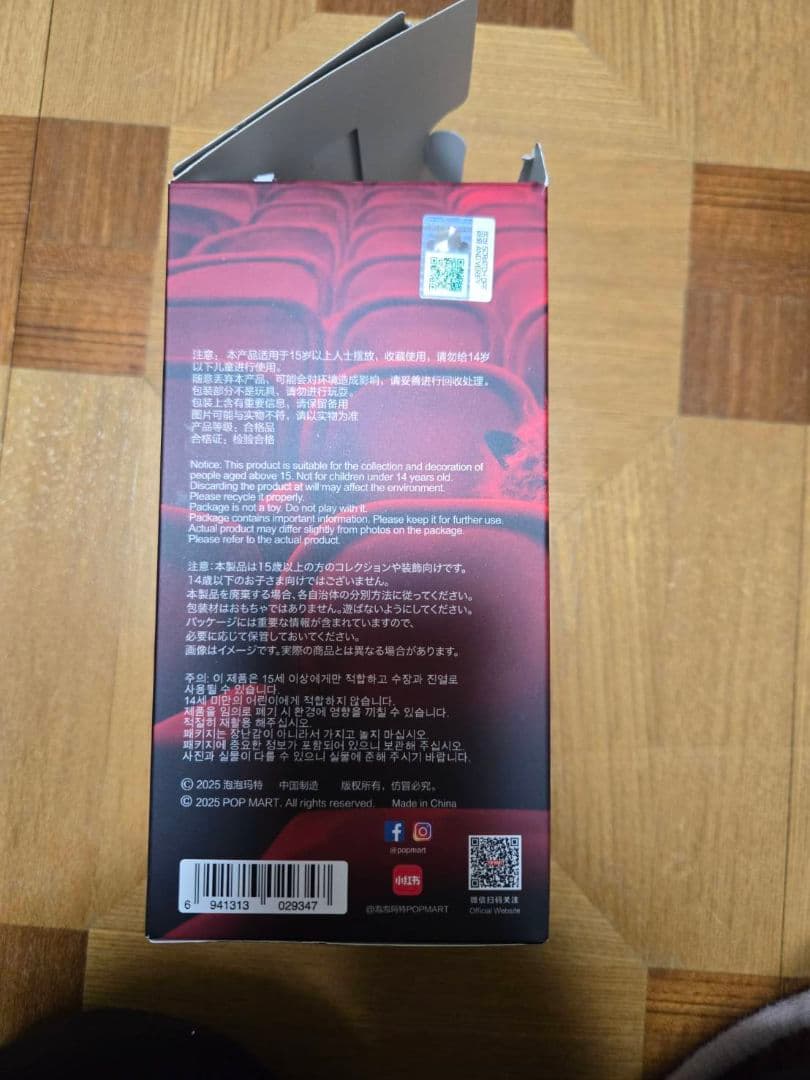 注意：本产品适用于15岁以上人士摆放、收藏使用，请勿给14岁
以下儿童进行使用。
随意丢弃本产品，可能会对环境造成影响，请妥善进行回收处理。
包装部分不是玩具，请勿进行玩耍。
包装上含有重要信息，请保留备用
图片可能与实物不符，请以实物为准
产品等级：合格品
合格证：检验合格
Notice: This product is suitable for the collection and decoration of
people aged above 15. Not for children under 14 years old.
Discarding the product at will may affect the environment.
Please recycle it properly.
Package is not a toy. Do not play with it.
Package contains important information. Please keep it for further use.
Actual product may differ slightly from photos on the package.
Please refer to the actual product.
注意：本製品は15歳以上の方のコレクションや装飾向けです。
14歳以下のお子さま向けではございません。
本製品を廃棄する場合、各自治体の分別方法に従ってください。
包装材はおもちゃではありません。遊ばないようにしてください。
パッケージには重要な情報が含まれていますので、
必要に応じて保管しておいてください。
画像はイメージです。実際の商品とは異なる場合があります。
주의: 이 제품은 15세 이상에게만 적합하고 수장과 진열로
사용될 수 있습니다.
14세 미만의 어린이에게 적합하지 않습니다.
제품을 임의로 폐기 시 환경에 영향을 끼칠 수 있습니다.
적절히 재활용 해주십시오.
패키지는 장난감이 아니라서 가지고 놀지 마십시오.
패키지에 중요한 정보가 포함되어 있으니 보관해 주십시오.
사진과 실물이 다를 수 있으니 실물에 준해 주시기 바랍니다.
© 2025 泡泡玛特 中国制造 版权所有，仿冒必究。
© 2025 POP MART. All rights reserved. Made in China
@popmart
小红书
@泡泡玛特POPMART
微信扫码关注
Official Website
6 941313 029347